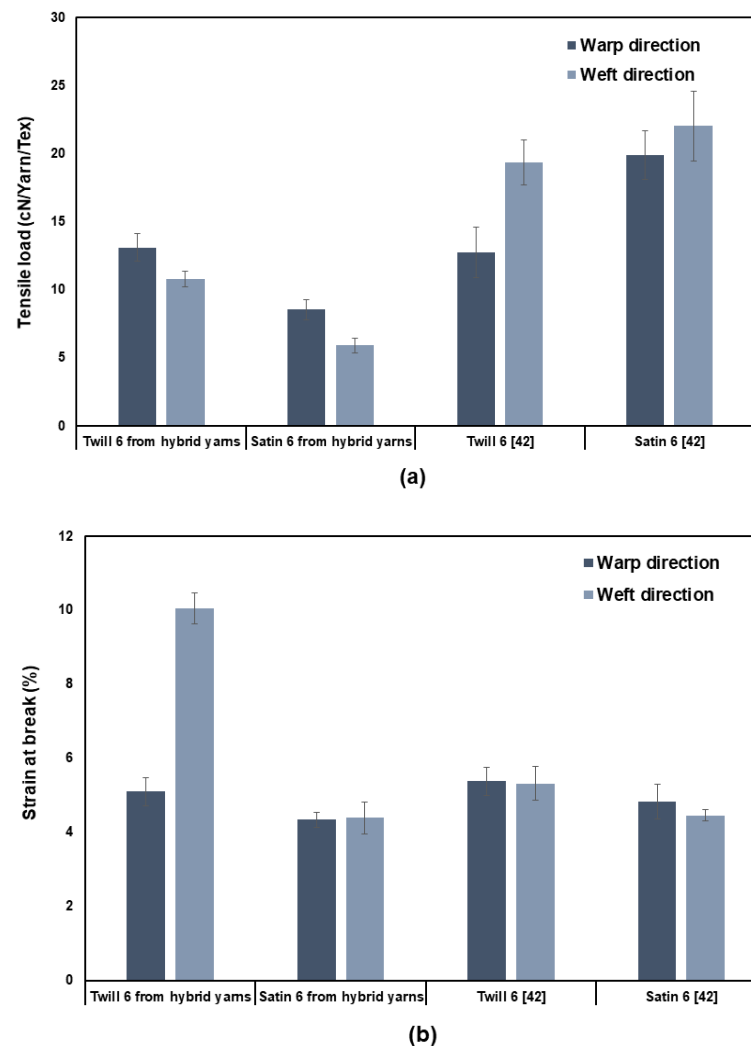 30
25
20
15
10
5
0
Tensile load (cN/Yarn/Tex)
Warp direction
Weft direction
Twill 6 from hybrid yarns
Satin 6 from hybrid yarns
Twill 6 [42]
Satin 6 [42]
(a)
12
10
8
6
4
2
0
Strain at break (%)
Warp direction
Weft direction
Twill 6 from hybrid yarns
Satin 6 from hybrid yarns
Twill 6 [42]
Satin 6 [42]
(b)